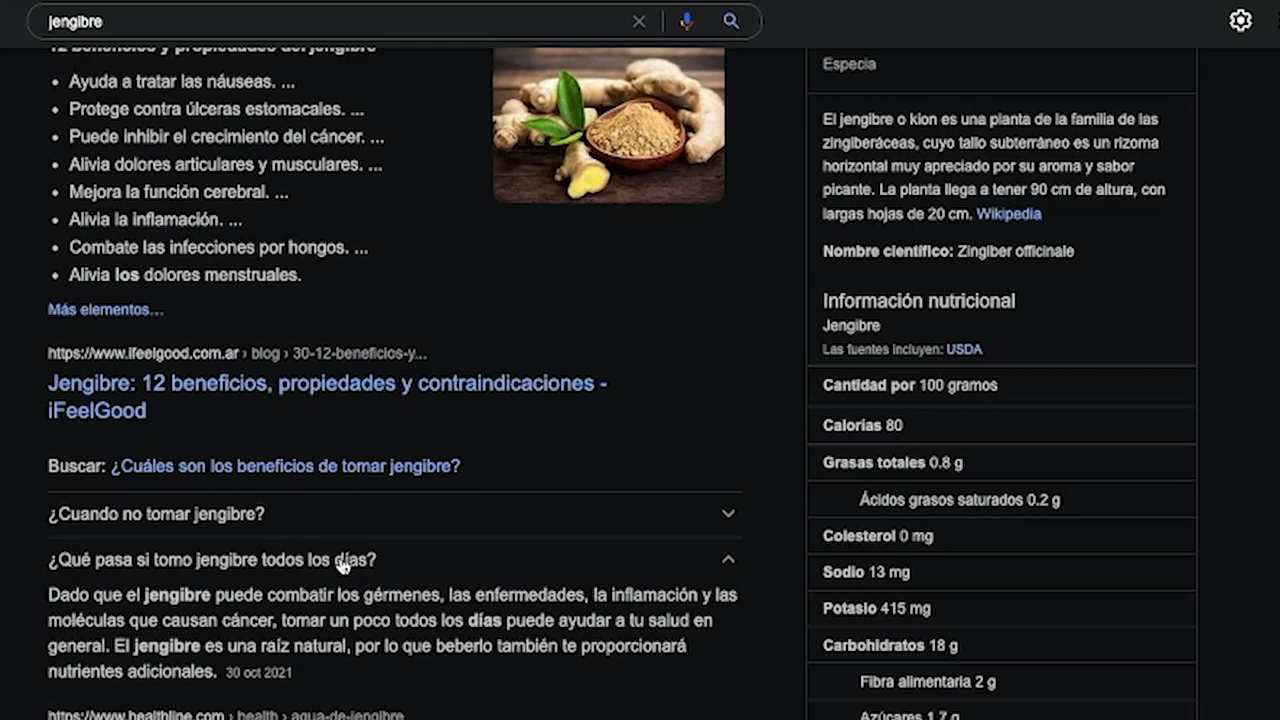 jengibre
12 beneficios y propiedades del jengibre
Ayuda a tratar las náuseas. ...
Protege contra úlceras estomacales. ...
Puede inhibir el crecimiento del cáncer. ...
Alivia dolores articulares y musculares. ...
Mejora la función cerebral. ...
Alivia la inflamación. ...
Combate las infecciones por hongos. ...
Alivia los dolores menstruales.
Más elementos...
https://www.ifeelgood.com.ar › blog › 30-12-beneficios-y...
Jengibre: 12 beneficios, propiedades y contraindicaciones -
iFeelGood
Buscar: ¿Cuáles son los beneficios de tomar jengibre?
¿Cuando no tomar jengibre?
¿Qué pasa si tomo jengibre todos los días?
Dado que el jengibre puede combatir los gérmenes, las enfermedades, la inflamación y las
moléculas que causan cáncer, tomar un poco todos los días puede ayudar a tu salud en
general. El jengibre es una raíz natural, por lo que beberlo también te proporcionará
nutrientes adicionales. 30 oct 2021
https://www.healthline.com › health › agua-de-jengibre
Especia
El jengibre o kion es una planta de la familia de las
zingiberáceas, cuyo tallo subterráneo es un rizoma
horizontal muy apreciado por su aroma y sabor
picante. La planta llega a tener 90 cm de altura, con
largas hojas de 20 cm. Wikipedia
Nombre científico: Zingiber officinale
Información nutricional
Jengibre
Las fuentes incluyen: USDA
Cantidad por 100 gramos
Calorías 80
Grasas totales 0.8 g
Ácidos grasos saturados 0.2 g
Colesterol 0 mg
Sodio 13 mg
Potasio 415 mg
Carbohidratos 18 g
Fibra alimentaria 2 g
Azúcares 1.7 g